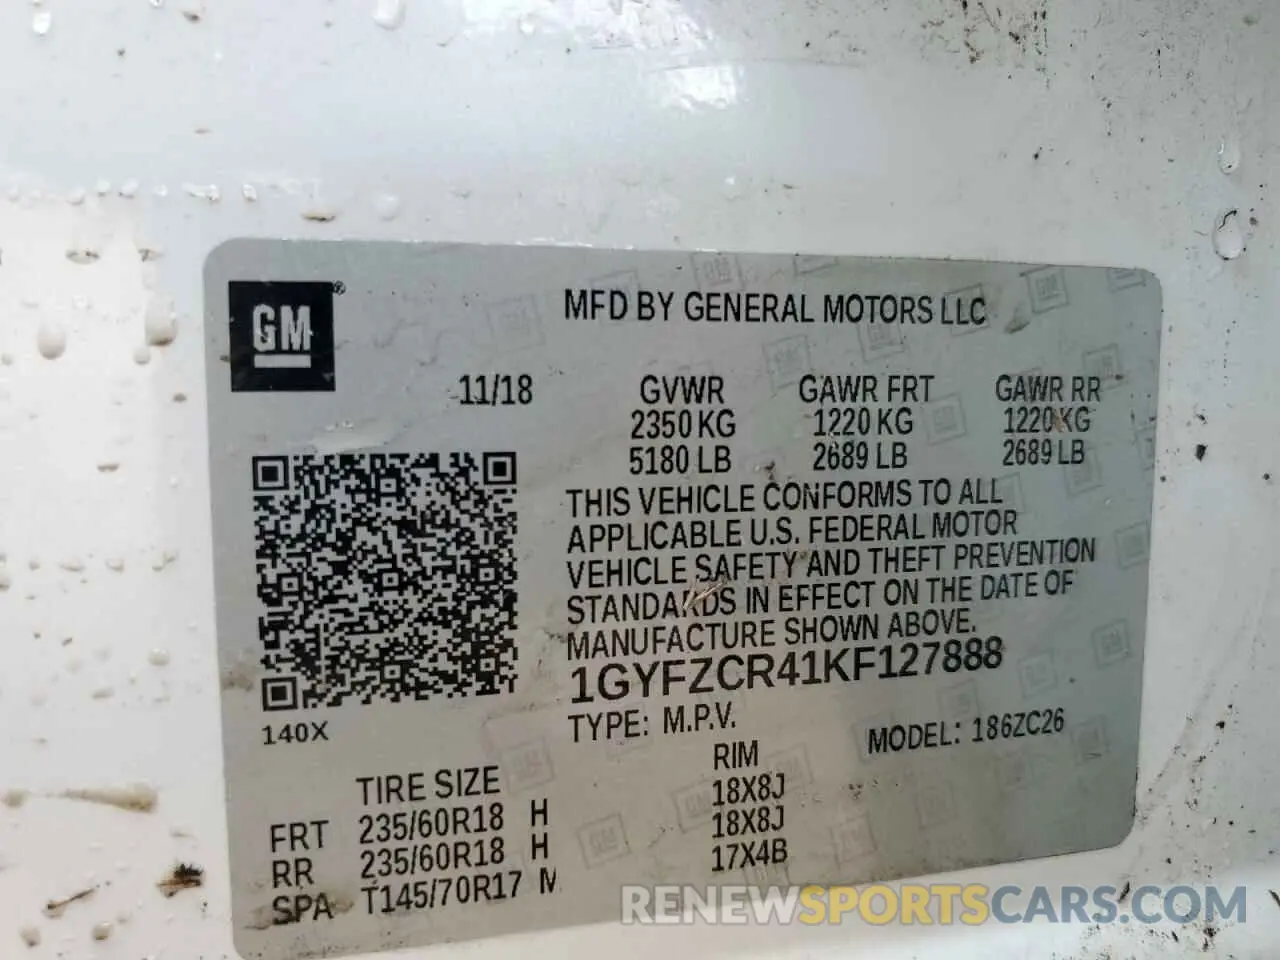 GM®
MFD BY GENERAL MOTORS LLC
11/18 GVWR GAWR FRT GAWR RR
2350 KG 1220 KG 1220 KG
5180 LB 2689 LB 2689 LB
THIS VEHICLE CONFORMS TO ALL
APPLICABLE U.S. FEDERAL MOTOR
VEHICLE SAFETY AND THEFT PREVENTION
STANDARDS IN EFFECT ON THE DATE OF
MANUFACTURE SHOWN ABOVE.
1GYFZCR41KF127888
140X
TYPE: M.P.V. MODEL: 186ZC26
TIRE SIZE RIM
FRT 235/60R18 H 18X8J
RR 235/60R18 H 18X8J
SPA T145/70R17 M 17X4B
RENEWSPORTSCARS.COM